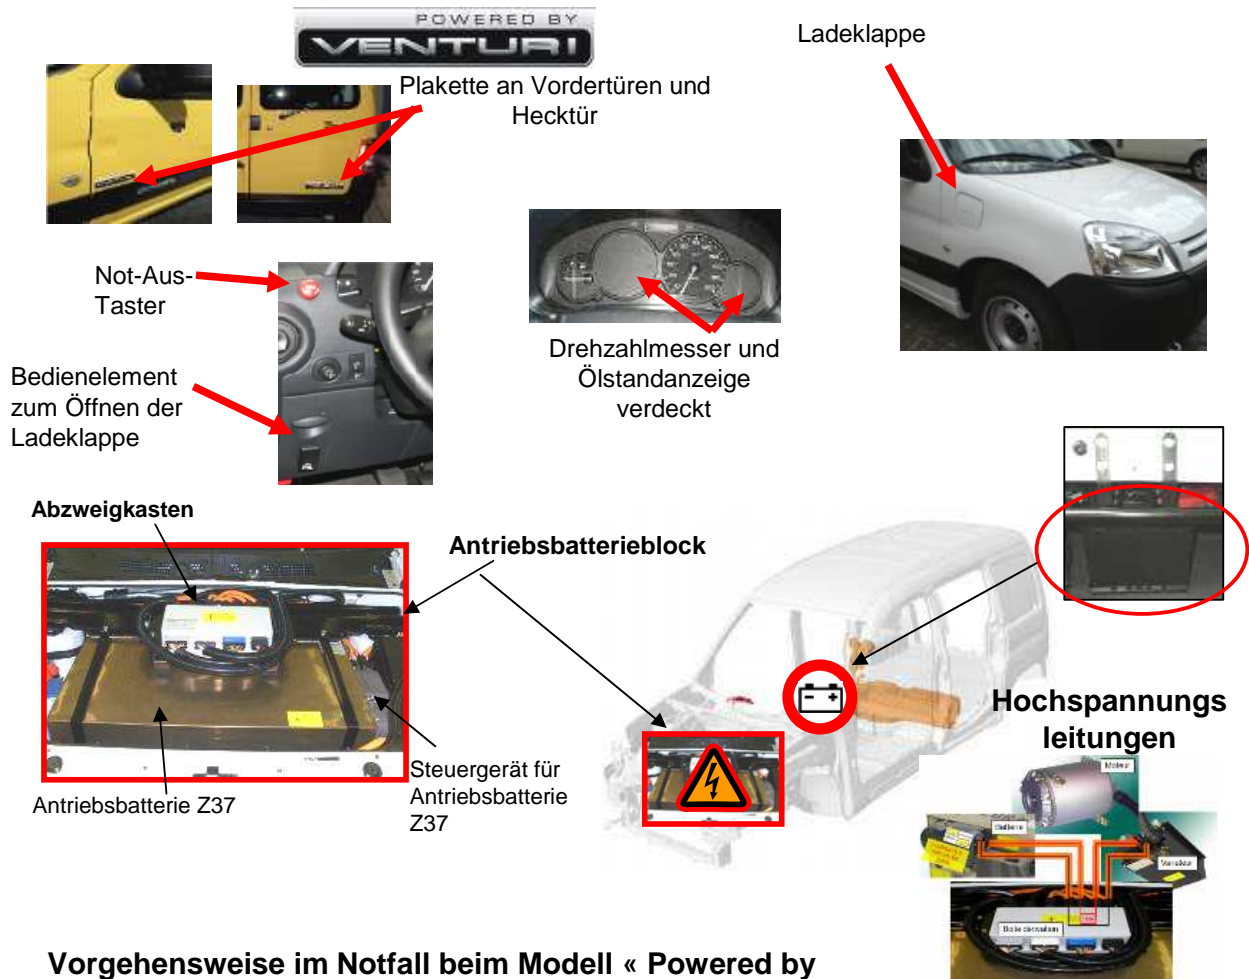 POWERED BY
VENTURI
Ladeklappe
Plakette an Vordertüren und
Hecktür
Not-Aus-
Taster
Drehzahlmesser und
Ölstandanzeige
verdeckt
Bedienelement
zum Öffnen der
Ladeklappe
Abzweigkasten
Antriebsbatterieblock
Hochspannungs
leitungen
Steuergerät für
Antriebsbatterie
Z37
Antriebsbatterie Z37
Moteur
Batterie
Variateur
Boite dérivation
Vorgehensweise im Notfall beim Modell « Powered by